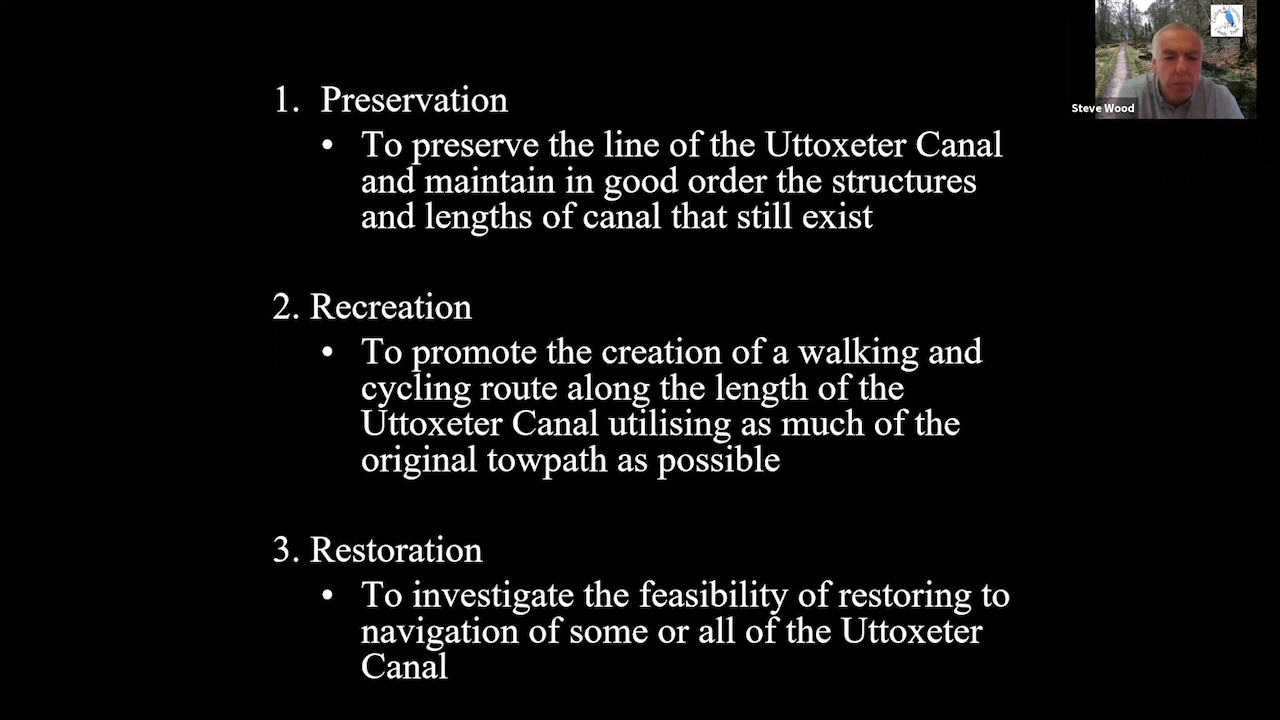 1. Preservation
• To preserve the line of the Uttoxeter Canal
and maintain in good order the structures
and lengths of canal that still exist
2. Recreation
• To promote the creation of a walking and
cycling route along the length of the
Uttoxeter Canal utilising as much of the
original towpath as possible
3. Restoration
• To investigate the feasibility of restoring to
navigation of some or all of the Uttoxeter
Canal
Steve Wood